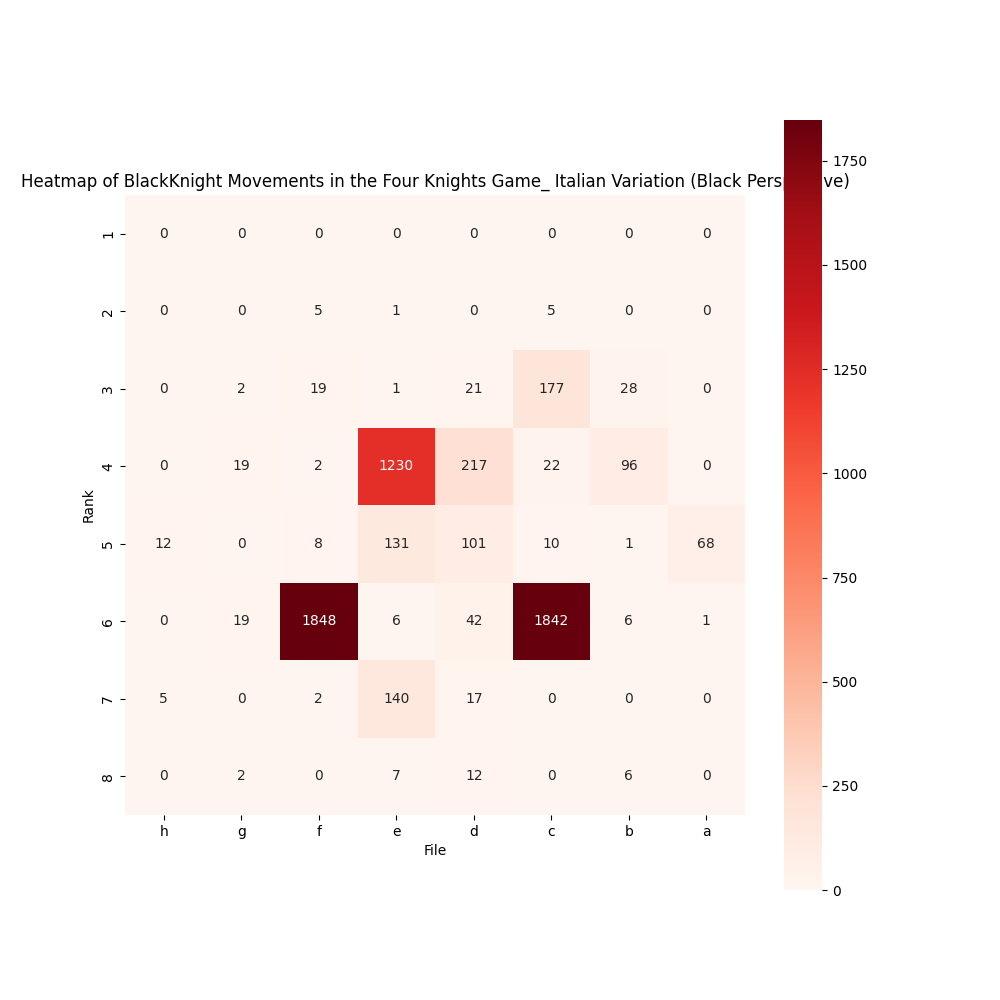 Heatmap of BlackKnight Movements in the Four Knights Game_ Italian Variation (Black Pers ve)
1750
1500
1250
1000
750
500
250
0
Rank
1 0 0 0 0 0 0 0 0
2 0 0 5 1 0 5 0 0
3 0 2 19 1 21 177 28 0
4 0 19 2 1230 217 22 96 0
5 12 0 8 131 101 10 1 68
6 0 19 1848 6 42 1842 6 1
7 5 0 2 140 17 0 0 0
8 0 2 0 7 12 0 6 0
h g f e d c b a
File